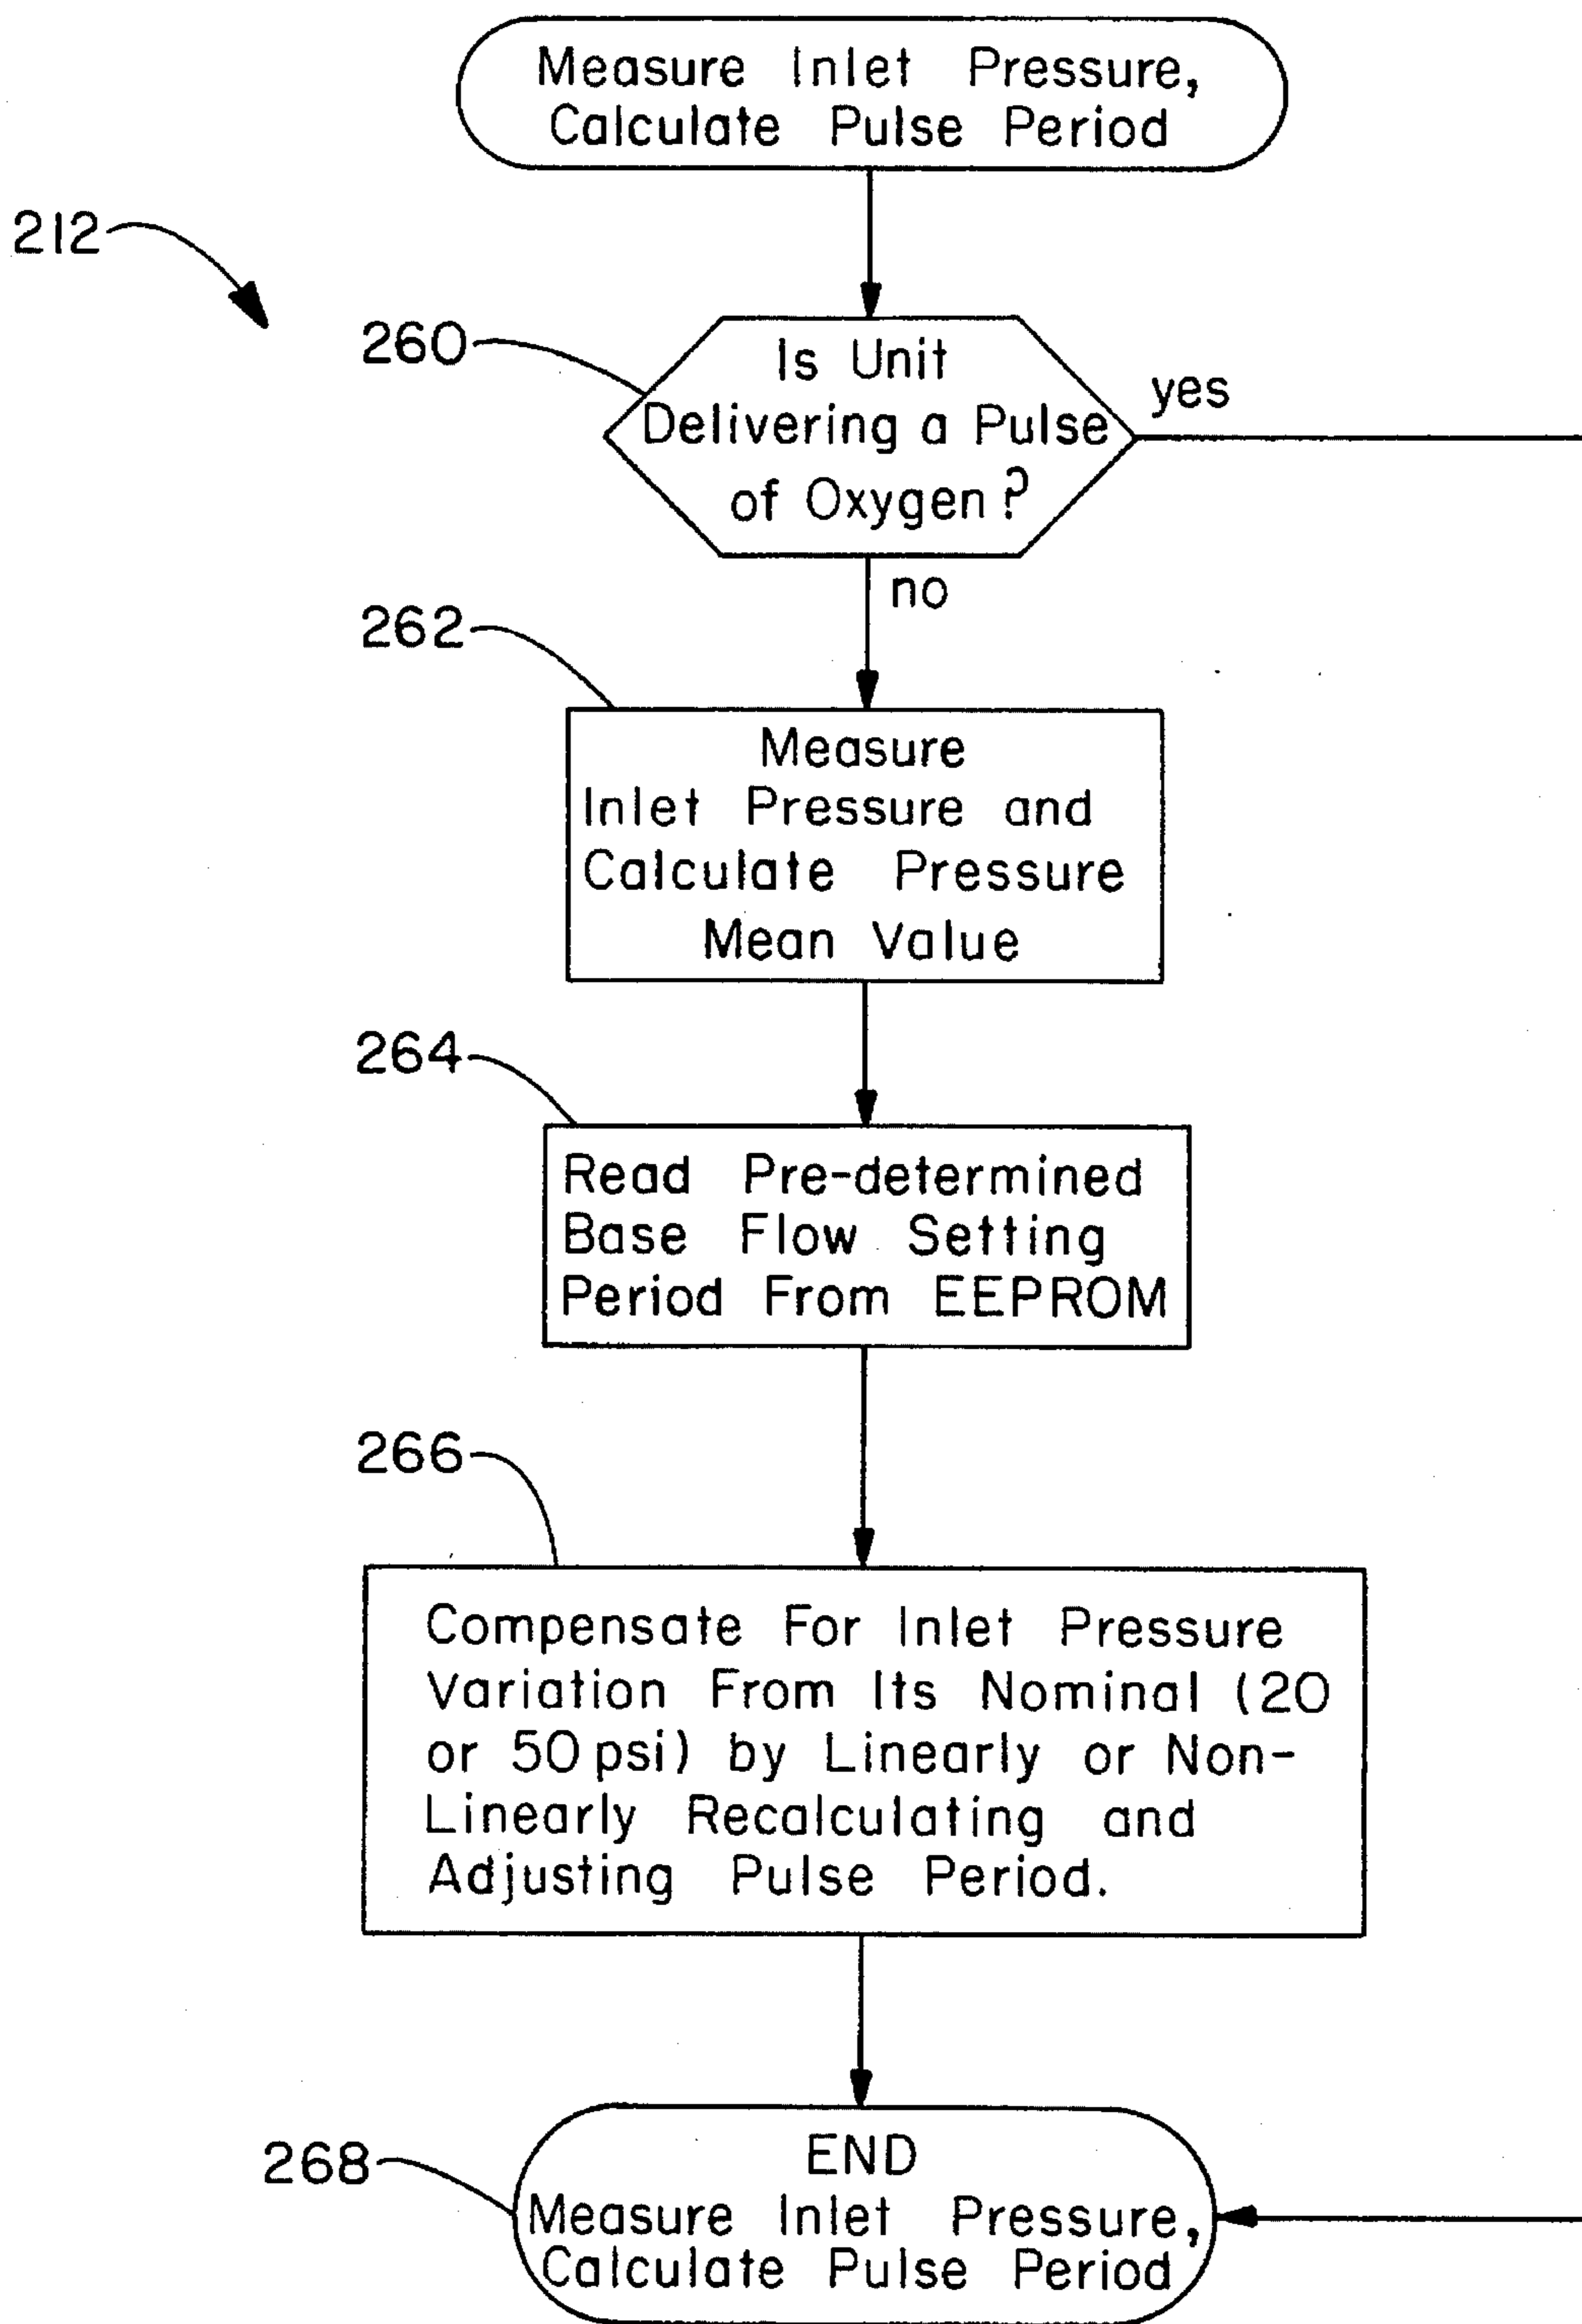 Measure Inlet Pressure,
Calculate Pulse Period
212
260
Is Unit
Delivering a Pulse
of Oxygen?
yes
no
262
Measure
Inlet Pressure and
Calculate Pressure
Mean Value
264
Read Pre-determined
Base Flow Setting
Period From EEPROM
266
Compensate For Inlet Pressure
Variation From Its Nominal (20
or 50 psi) by Linearly or Non-
Linearly Recalculating and
Adjusting Pulse Period.
268
END
Measure Inlet Pressure,
Calculate Pulse Period